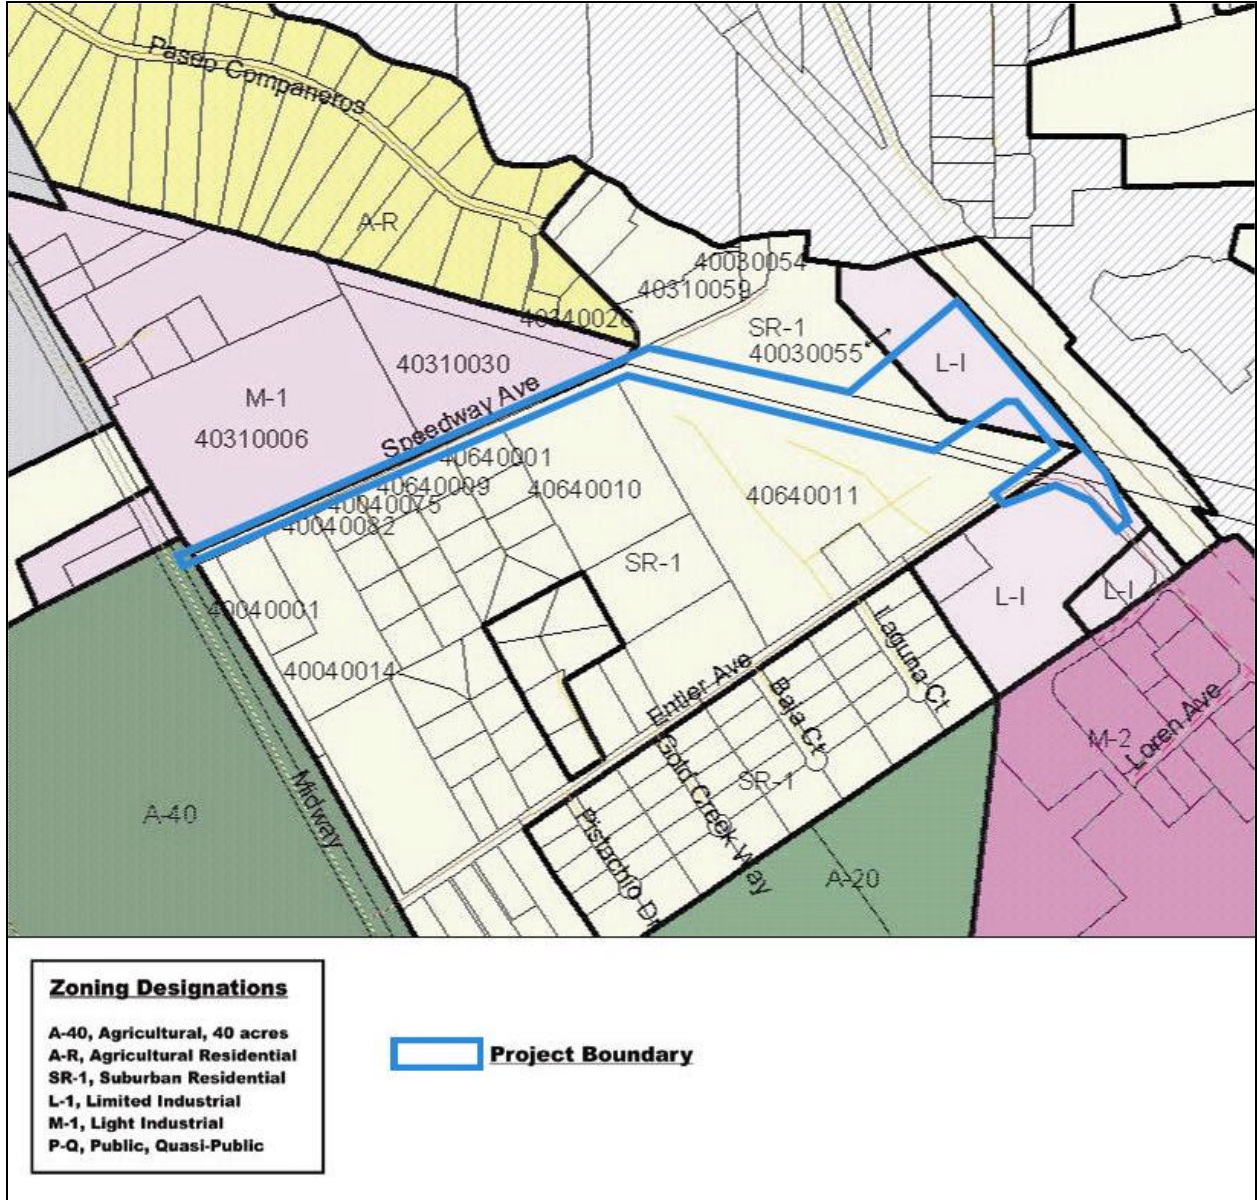 Paseo Companeros
A-R
40030054
40310059
40340026
SR-1
40030055
L-I
40310030
M-1
Speedway Ave
40310006
40640001
40640009
40640010
40640011
40040075
40040082
SR-1
40040001
L-I
L-I
Laguna Ct
40040014
Entler Ave
Baja Ct
M-2
Loren Ave
Gold Creek Way
SR-1
Midway
A-40
Pistachio Dr
A-20
Zoning Designations
A-40, Agricultural, 40 acres
A-R, Agricultural Residential
SR-1, Suburban Residential
L-1, Limited Industrial
M-1, Light Industrial
P-Q, Public, Quasi-Public
Project Boundary